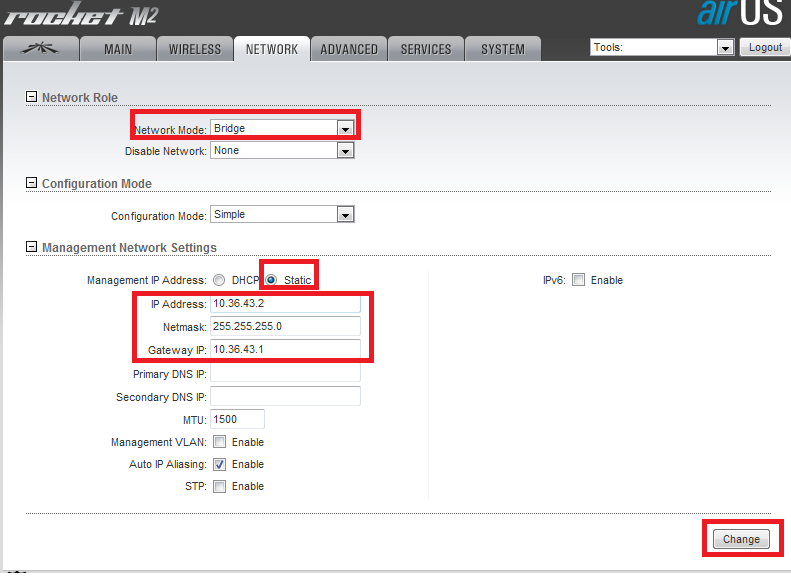 rocket M2
airOS
MAIN WIRELESS NETWORK ADVANCED SERVICES SYSTEM Tools: Logout
Network Role
Network Mode: Bridge
Disable Network: None
Configuration Mode
Configuration Mode: Simple
Management Network Settings
Management IP Address: DHCP Static IPv6: Enable
IP Address: 10.36.43.2
Netmask: 255.255.255.0
Gateway IP: 10.36.43.1
Primary DNS IP:
Secondary DNS IP:
MTU: 1500
Management VLAN: Enable
Auto IP Aliasing: Enable
STP: Enable
Change